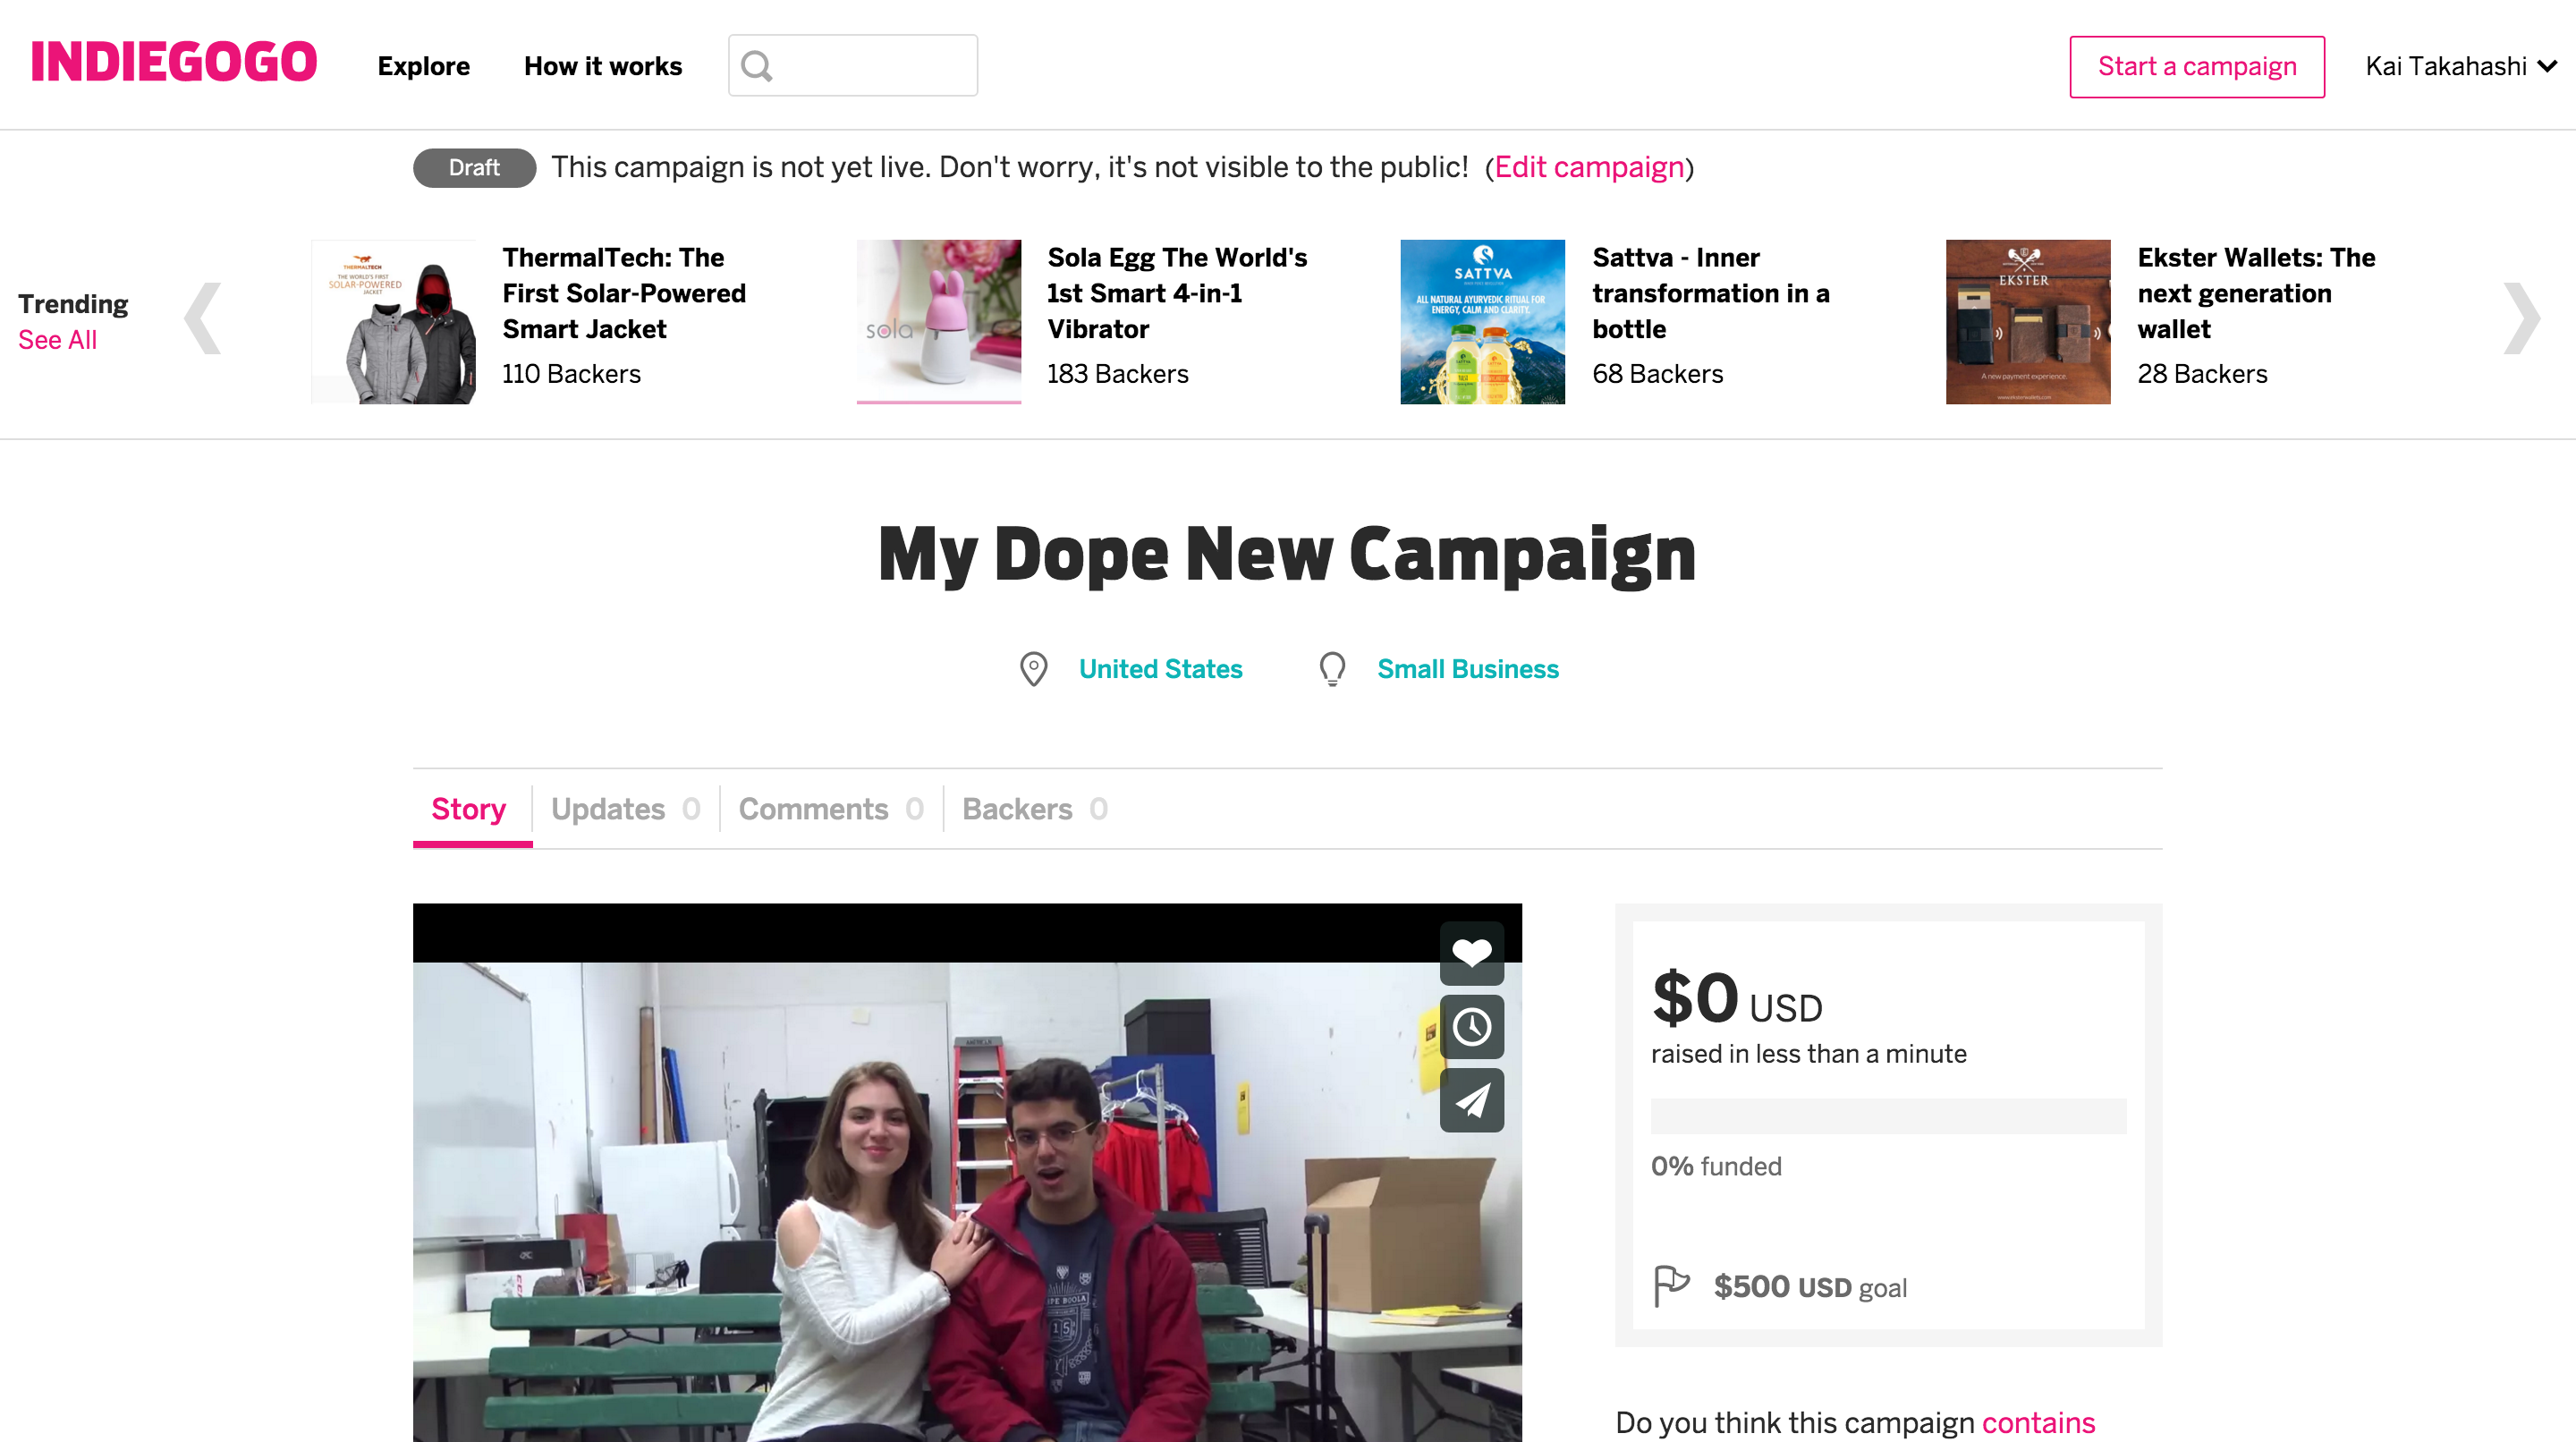 INDIEGOGO
Explore
How it works
Start a campaign
Kai Takahashi
Draft
This campaign is not yet live. Don't worry, it's not visible to the public! (Edit campaign)
Trending
See All
THERMALTECH
THE WORLD'S FIRST
SOLAR-POWERED
JACKET
ThermalTech: The
First Solar-Powered
Smart Jacket
110 Backers
sola
Sola Egg The World's
1st Smart 4-in-1
Vibrator
183 Backers
SATTVA
ALL NATURAL AYURVEDIC RITUAL FOR
ENERGY, CALM AND CLARITY.
Sattva - Inner
transformation in a
bottle
68 Backers
EKSTER
A new payment experience.
www.eksterwallets.com
Ekster Wallets: The
next generation
wallet
28 Backers
My Dope New Campaign
United States
Small Business
Story
Updates 0
Comments 0
Backers 0
$0 USD
raised in less than a minute
0% funded
$500 USD goal
Do you think this campaign contains